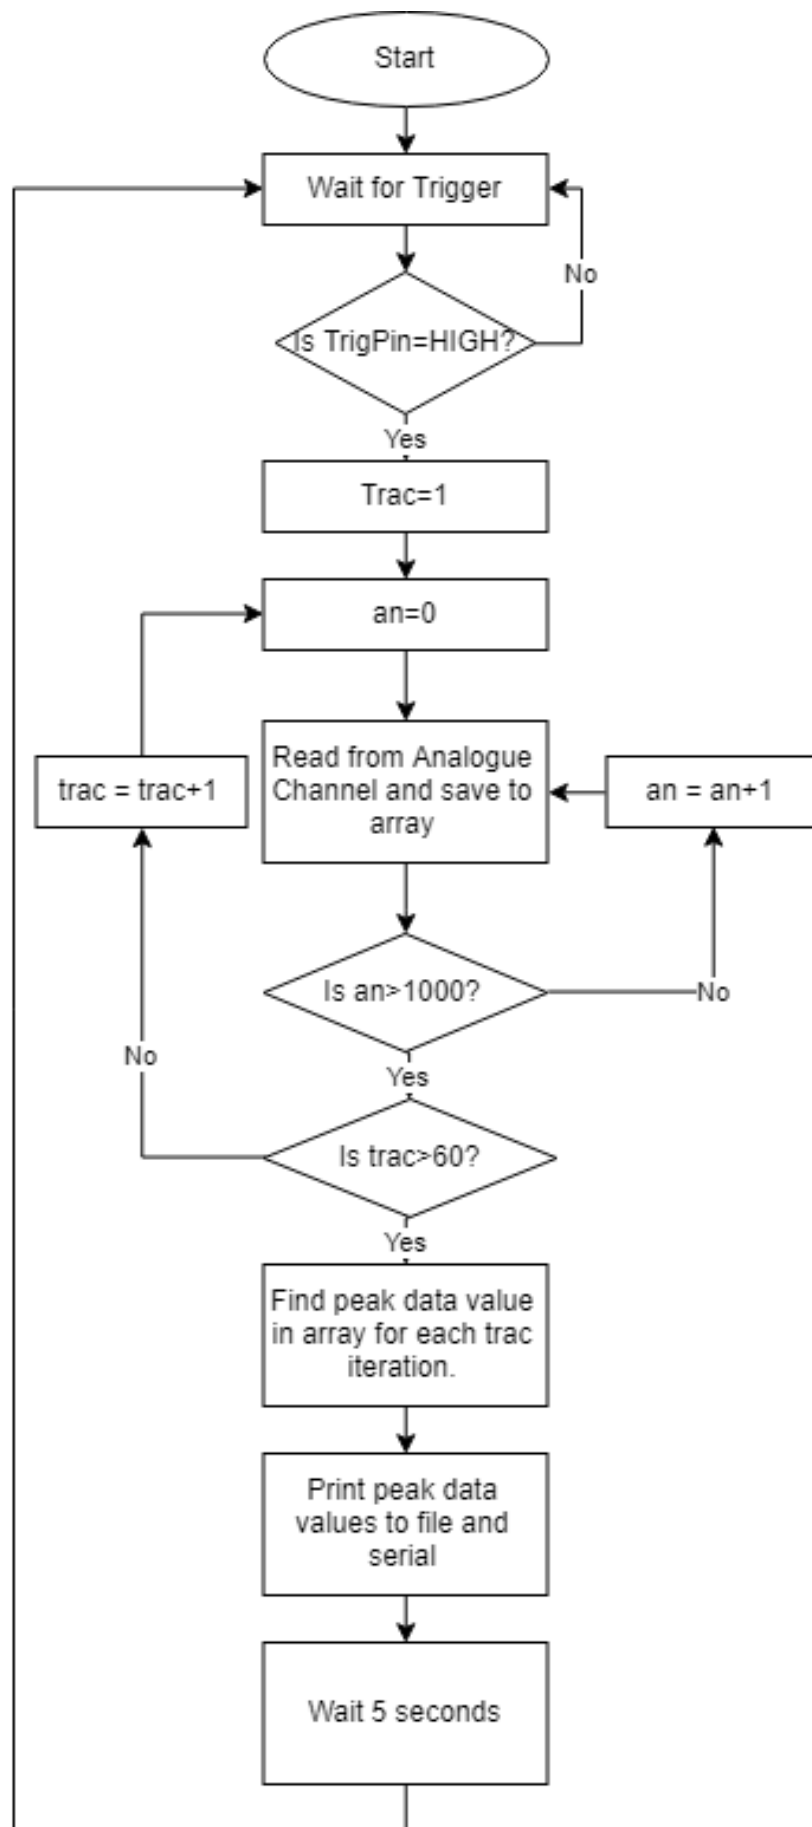 Start
Wait for Trigger
No
Is TrigPin=HIGH?
Yes
Trac=1
an=0
Read from Analogue
Channel and save to
array
trac = trac+1
an = an+1
Is an>1000?
No
No
Yes
Is trac>60?
Yes
Find peak data value
in array for each trac
iteration.
Print peak data
values to file and
serial
Wait 5 seconds